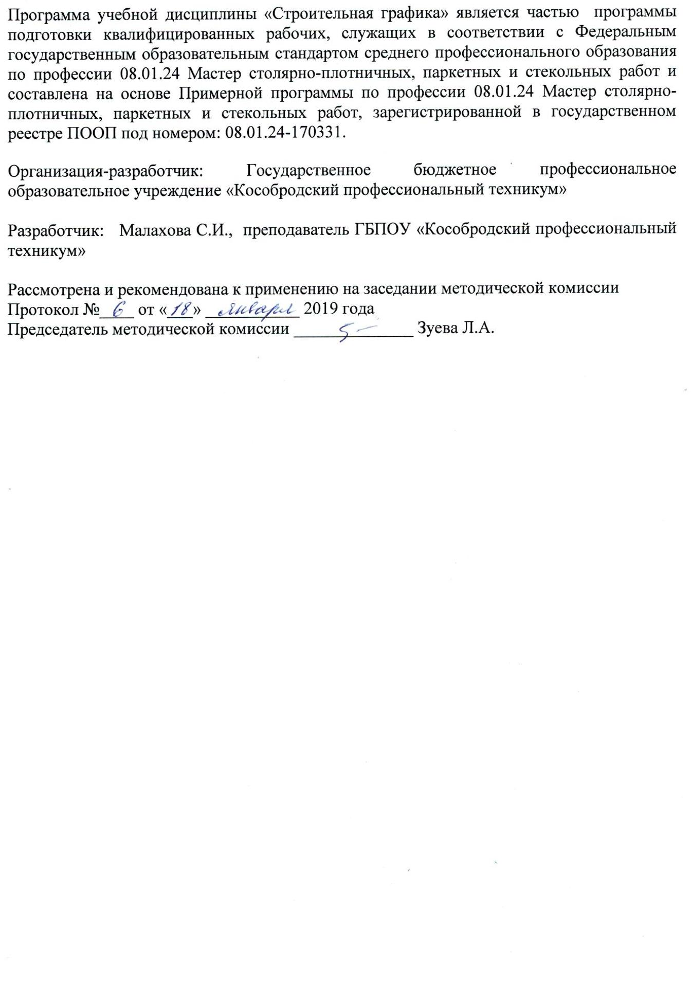 Программа учебной дисциплины «Строительная графика» является частью программы
подготовки квалифицированных рабочих, служащих в соответствии с Федеральным
государственным образовательным стандартом среднего профессионального образования
по профессии 08.01.24 Мастер столярно-плотничных, паркетных и стекольных работ и
составлена на основе Примерной программы по профессии 08.01.24 Мастер столярно-
плотничных, паркетных и стекольных работ, зарегистрированной в государственном
реестре ПООП под номером: 08.01.24-170331.
Организация-разработчик: Государственное бюджетное профессиональное
образовательное учреждение «Кособродский профессиональный техникум»
Разработчик: Малахова С.И., преподаватель ГБПОУ «Кособродский профессиональный
техникум»
Рассмотрена и рекомендована к применению на заседании методической комиссии
Протокол № 6 от «18» января 2019 года
Председатель методической комиссии ______________ Зуева Л.А.